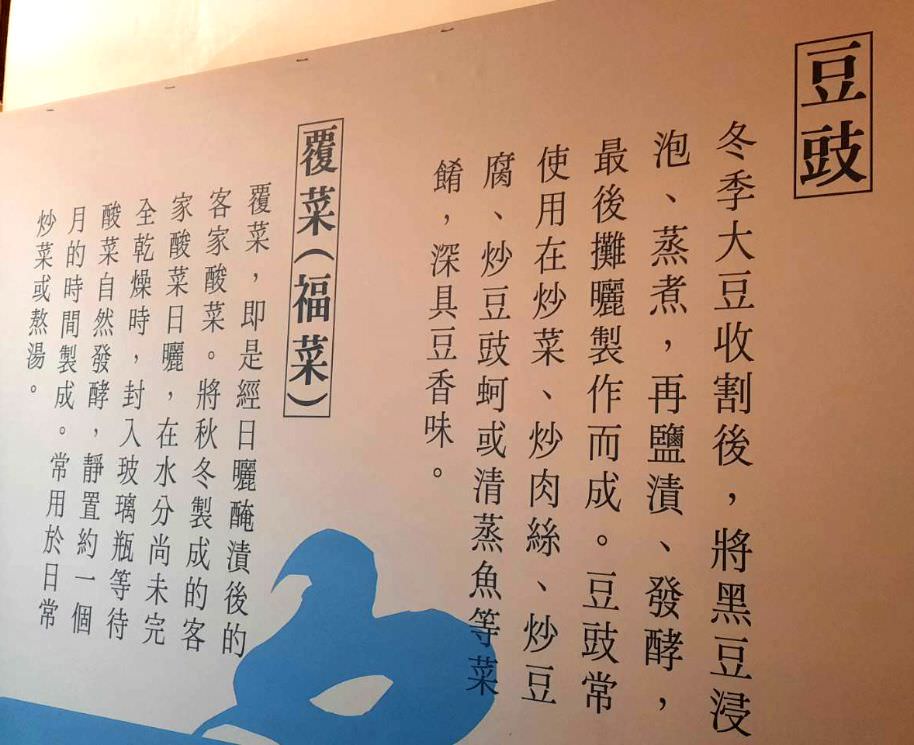 豆豉
冬季大豆收割後，將黑豆浸
泡、蒸煮，再鹽漬、發酵，
最後攤曬製作而成。豆豉常
使用在炒菜、炒肉絲、炒豆
腐、炒豆豉蚵或清蒸魚等菜
餚，深具豆香味。
覆菜（福菜）
覆菜，即是經日曬醃漬後的
客家酸菜。將秋冬製成的客
家酸菜日曬，在水分尚未完
全乾燥時，封入玻璃瓶等待
酸菜自然發酵，靜置約一個
月的時間製成。常用於日常
炒菜或熬湯。